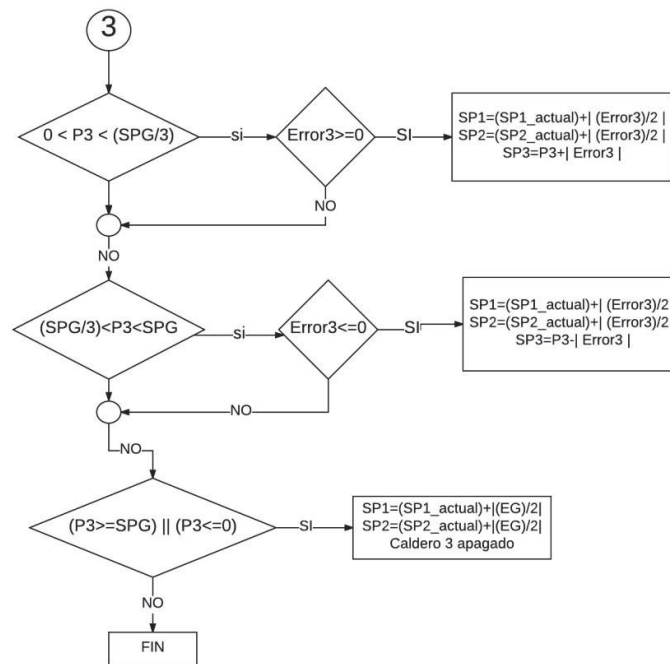 3
0 < P3 < (SPG/3)
si
Error3>=0
SI
SP1=(SP1_actual)+| (Error3)/2 |
SP2=(SP2_actual)+| (Error3)/2 |
SP3=P3+| Error3 |
NO
NO
(SPG/3)<P3<SPG
si
Error3<=0
SI
SP1=(SP1_actual)+| (Error3)/2
SP2=(SP2_actual)+| (Error3)/2
SP3=P3-| Error3 |
NO
NO
(P3>=SPG) || (P3<=0)
SI
SP1=(SP1_actual)+|(EG)/2|
SP2=(SP2_actual)+|(EG)/2|
Caldero 3 apagado
NO
FIN